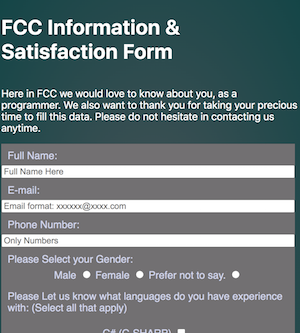 FCC Information &
Satisfaction Form
Here in FCC we would love to know about you, as a
programmer. We also want to thank you for taking your precious
time to fill this data. Please do not hesitate in contacting us
anytime.
Full Name:
Full Name Here
E-mail:
Email format: xxxxxx@xxxx.com
Phone Number:
Only Numbers
Please Select your Gender:
Male Female Prefer not to say.
Please Let us know what languages do you have experience
with: (Select all that apply)
C# (C-SHARP)